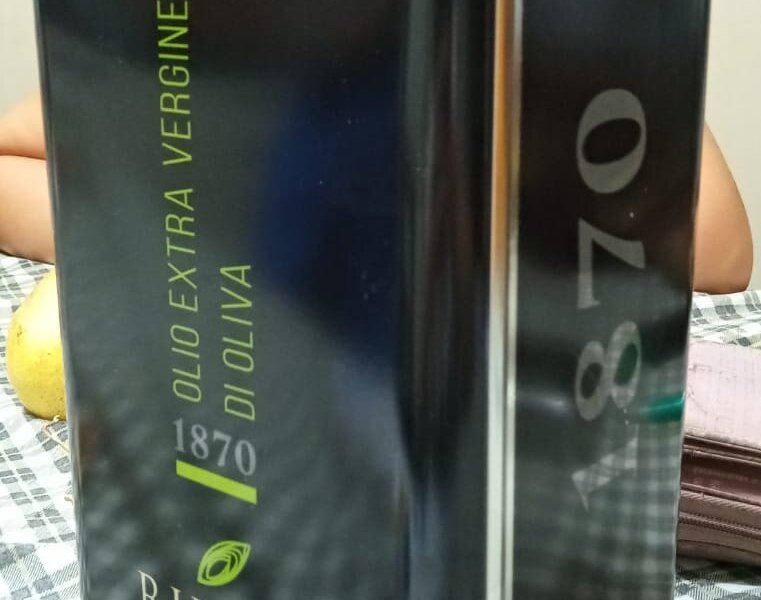 OLIO EXTRA VERGINE
DI OLIVA
1870
1870